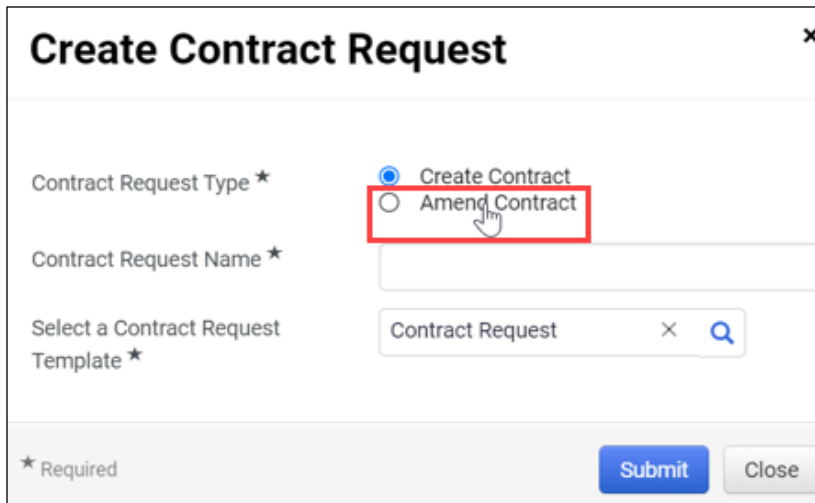 Create Contract Request
×
Contract Request Type ★
Create Contract
Amend Contract
Contract Request Name ★
Select a Contract Request
Template ★
Contract Request ×
★ Required
Submit
Close